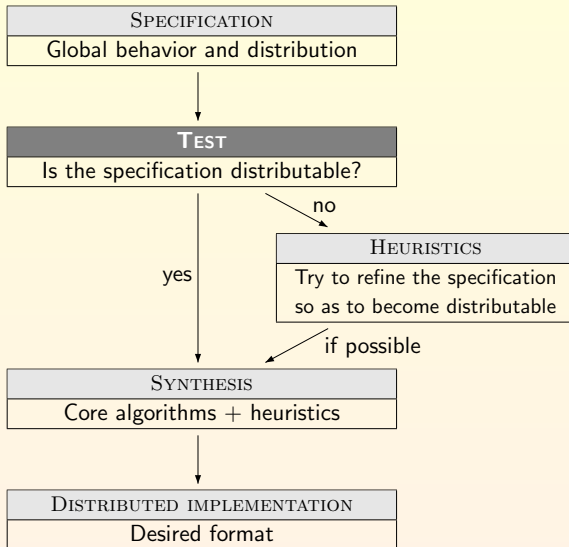 SPECIFICATION
Global behavior and distribution
TEST
Is the specification distributable?
no
HEURISTICS
Try to refine the specification
so as to become distributable
yes
if possible
SYNTHESIS
Core algorithms + heuristics
DISTRIBUTED IMPLEMENTATION
Desired format